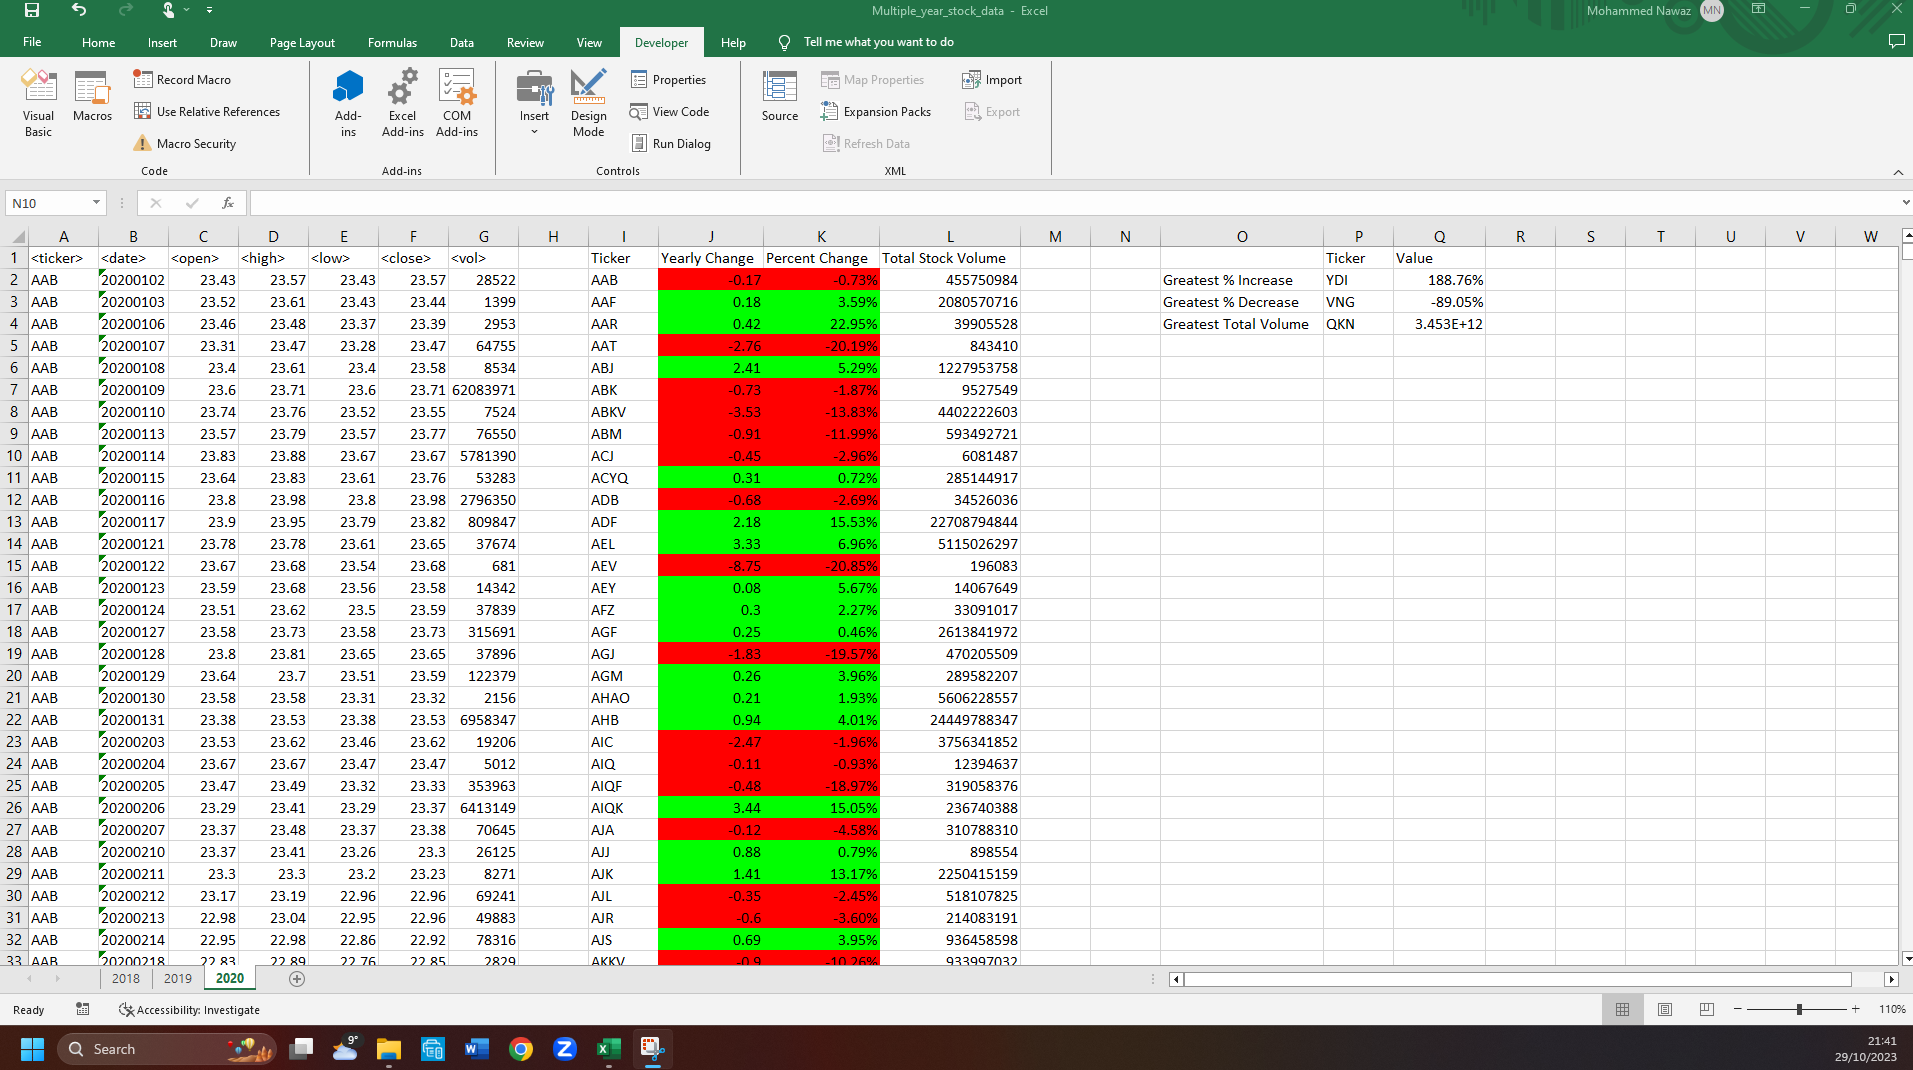 Multiple_year_stock_data - Excel
Mohammed Nawaz MN
File Home Insert Draw Page Layout Formulas Data Review View Developer Help Tell me what you want to do
Visual Basic
Macros
Record Macro
Use Relative References
Macro Security
Code
Add-ins
Excel Add-ins
COM Add-ins
Add-ins
Insert
Design Mode
Properties
View Code
Run Dialog
Controls
Source
Map Properties
Expansion Packs
Refresh Data
Import
Export
XML
N10 fx
A B C D E F G H I J K L M N O P Q R S T U V W
1 <ticker> <date> <open> <high> <low> <close> <vol> Ticker Yearly Change Percent Change Total Stock Volume Ticker Value
2 AAB 20200102 23.43 23.57 23.43 23.57 28522 AAB -0.17 -0.73% 455750984 Greatest % Increase YDI 188.76%
3 AAB 20200103 23.52 23.61 23.43 23.44 1399 AAF 0.18 3.59% 2080570716 Greatest % Decrease VNG -89.05%
4 AAB 20200106 23.46 23.48 23.37 23.39 2953 AAR 0.42 22.95% 39905528 Greatest Total Volume QKN 3.453E+12
5 AAB 20200107 23.31 23.47 23.28 23.47 64755 AAT -2.76 -20.19% 843410
6 AAB 20200108 23.4 23.61 23.4 23.58 8534 ABJ 2.41 5.29% 1227953758
7 AAB 20200109 23.6 23.71 23.6 23.71 62083971 ABK -0.73 -1.87% 9527549
8 AAB 20200110 23.74 23.76 23.52 23.55 7524 ABKV -3.53 -13.83% 4402222603
9 AAB 20200113 23.57 23.79 23.57 23.77 76550 ABM -0.91 -11.99% 593492721
10 AAB 20200114 23.83 23.88 23.67 23.67 5781390 ACJ -0.45 -2.96% 6081487
11 AAB 20200115 23.64 23.83 23.61 23.76 53283 ACYQ 0.31 0.72% 285144917
12 AAB 20200116 23.8 23.98 23.8 23.98 2796350 ADB -0.68 -2.69% 34526036
13 AAB 20200117 23.9 23.95 23.79 23.82 809847 ADF 2.18 15.53% 22708794844
14 AAB 20200121 23.78 23.78 23.61 23.65 37674 AEL 3.33 6.96% 5115026297
15 AAB 20200122 23.67 23.68 23.54 23.68 681 AEV -8.75 -20.85% 196083
16 AAB 20200123 23.59 23.68 23.56 23.58 14342 AEY 0.08 5.67% 14067649
17 AAB 20200124 23.51 23.62 23.5 23.59 37839 AFZ 0.3 2.27% 33091017
18 AAB 20200127 23.58 23.73 23.58 23.73 315691 AGF 0.25 0.46% 2613841972
19 AAB 20200128 23.8 23.81 23.65 23.65 37896 AGJ -1.83 -19.57% 470205509
20 AAB 20200129 23.64 23.7 23.51 23.59 122379 AGM 0.26 3.96% 289582207
21 AAB 20200130 23.58 23.58 23.31 23.32 2156 AHAO 0.21 1.93% 5606228557
22 AAB 20200131 23.38 23.53 23.38 23.53 6958347 AHB 0.94 4.01% 24449788347
23 AAB 20200203 23.53 23.62 23.46 23.62 19206 AIC -2.47 -1.96% 3756341852
24 AAB 20200204 23.67 23.67 23.47 23.47 5012 AIQ -0.11 -0.93% 12394637
25 AAB 20200205 23.47 23.49 23.32 23.33 353963 AIQF -0.48 -18.97% 319058376
26 AAB 20200206 23.29 23.41 23.29 23.37 6413149 AIQK 3.44 15.05% 236740388
27 AAB 20200207 23.37 23.48 23.37 23.38 70645 AJA -0.12 -4.58% 310788310
28 AAB 20200210 23.37 23.41 23.26 23.3 26125 AJJ 0.88 0.79% 898554
29 AAB 20200211 23.3 23.3 23.2 23.23 8271 AJK 1.41 13.17% 2250415159
30 AAB 20200212 23.17 23.19 22.96 22.96 69241 AJL -0.35 -2.45% 518107825
31 AAB 20200213 22.98 23.04 22.95 22.96 49883 AJR -0.6 -3.60% 214083191
32 AAB 20200214 22.95 22.98 22.86 22.92 78316 AJS 0.69 3.95% 936458598
33 AAB 20200218 22.83 22.89 22.76 22.85 2829 AKKV -0.9 -10.26% 933997032
2018 2019 2020
Ready Accessibility: Investigate 110%
Search 9°
21:41
29/10/2023